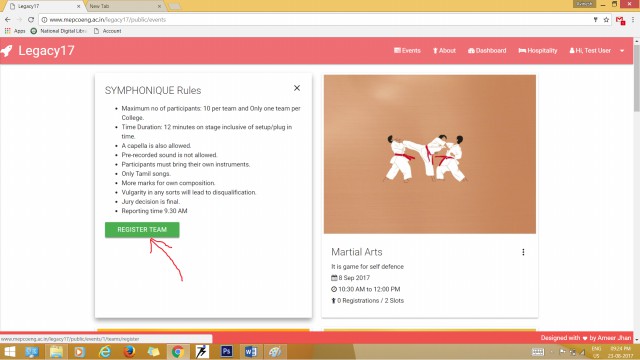 Legacy17
New Tab
www.mepcoeng.ac.in/legacy17/public/events
Apps
National Digital Libr
Account
Legacy17
Events
About
Dashboard
Hospitality
Hi, Test User
SYMPHONIQUE Rules
Maximum no of participants: 10 per team and Only one team per
College.
Time Duration: 12 minutes on stage inclusive of setup/plug in
time.
A capella is also allowed.
Pre-recorded sound is not allowed.
Participants must bring their own instruments.
Only Tamil songs.
More marks for own composition.
Vulgarity in any sorts will lead to disqualification.
Jury decision is final.
Reporting time 9.30 AM
REGISTER TEAM
Martial Arts
It is game for self defence
8 Sep 2017
10:30 AM to 12:00 PM
0 Registrations / 2 Slots
www.mepcoeng.ac.in/legacy17/public/events/1/teams/register
Designed with ❤ by Ameer Jhan
ENG
US
09:24 PM
23-08-2017